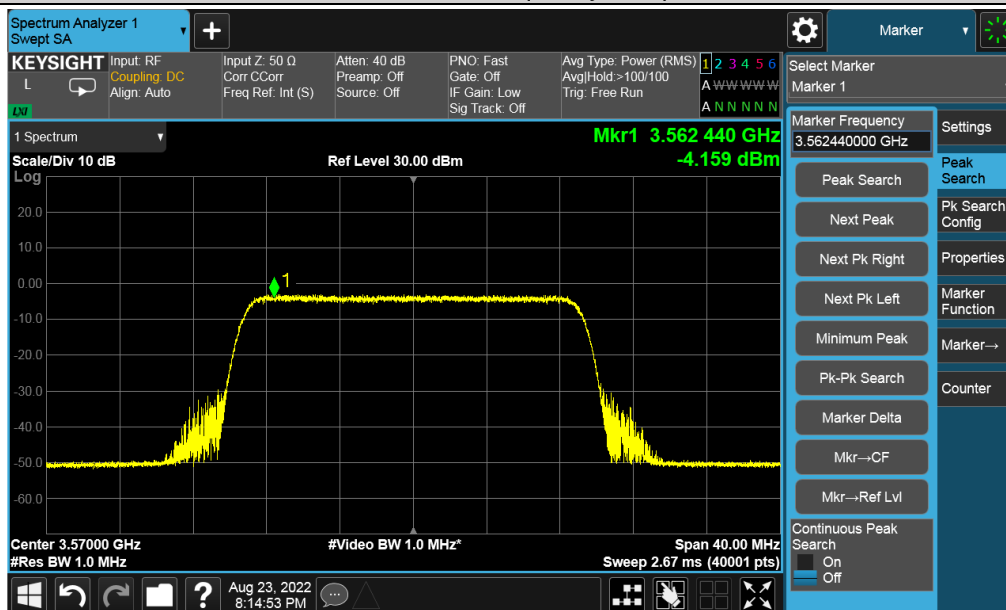 Spectrum Analyzer 1
Swept SA
+
Marker
KEYSIGHT
L
LXI
Input: RF
Coupling: DC
Align: Auto
Input Z: 50 Ω
Corr CCorr
Freq Ref: Int (S)
Atten: 40 dB
Preamp: Off
Source: Off
PNO: Fast
Gate: Off
IF Gain: Low
Sig Track: Off
Avg Type: Power (RMS)
Avg|Hold:>100/100
Trig: Free Run
1 2 3 4 5 6
A W W W W W
A N N N N N
Select Marker
Marker 1
1 Spectrum
Scale/Div 10 dB
Log
Ref Level 30.00 dBm
Mkr1 3.562 440 GHz
-4.159 dBm
20.0
10.0
0.00
-10.0
-20.0
-30.0
-40.0
-50.0
-60.0
1
Center 3.57000 GHz
#Res BW 1.0 MHz
#Video BW 1.0 MHz*
Span 40.00 MHz
Sweep 2.67 ms (40001 pts)
Marker Frequency
3.562440000 GHz
Peak Search
Next Peak
Next Pk Right
Next Pk Left
Minimum Peak
Pk-Pk Search
Marker Delta
Mkr→CF
Mkr→Ref Lvl
Continuous Peak
Search
On
Off
Settings
Peak
Search
Pk Search
Config
Properties
Marker
Function
Marker→
Counter
?
Aug 23, 2022
8:14:53 PM